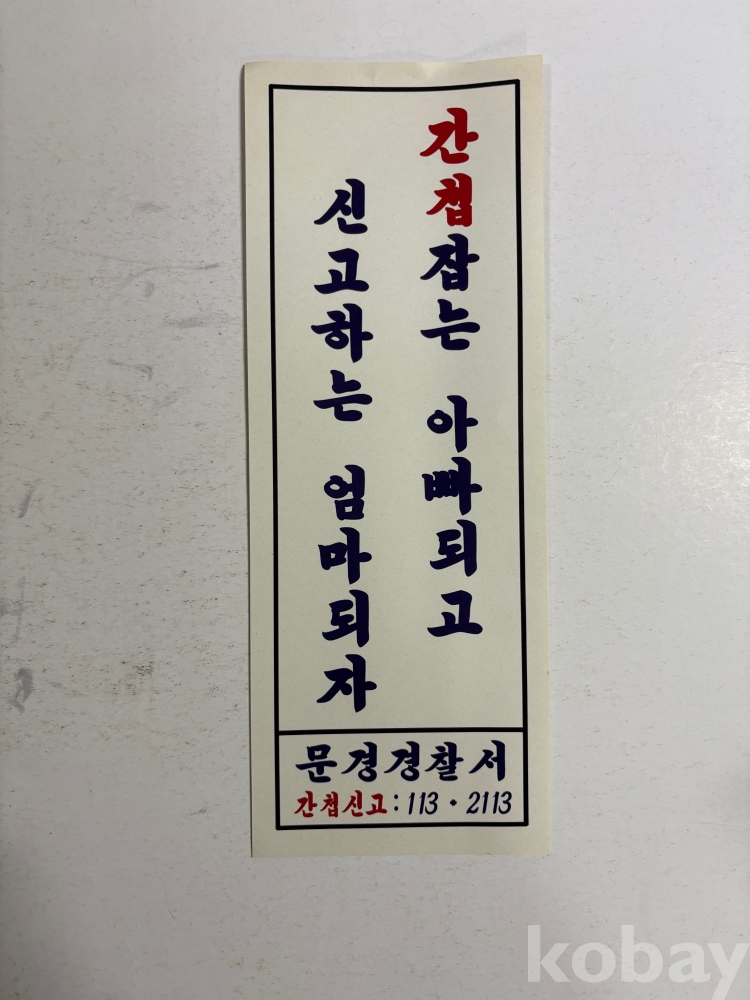 간첩잡는 아빠되고
신고하는 엄마되자
문경경찰서
간첩신고: 113 · 2113
kobay